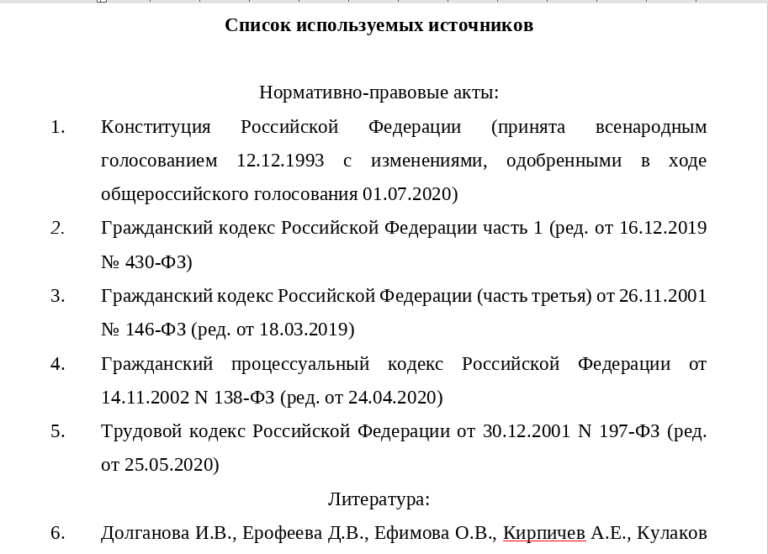 Список используемых источников
Нормативно-правовые акты:
1. Конституция Российской Федерации (принята всенародным
голосованием 12.12.1993 с изменениями, одобренными в ходе
общероссийского голосования 01.07.2020)
2. Гражданский кодекс Российской Федерации часть 1 (ред. от 16.12.2019
№ 430-ФЗ)
3. Гражданский кодекс Российской Федерации (часть третья) от 26.11.2001
№ 146-ФЗ (ред. от 18.03.2019)
4. Гражданский процессуальный кодекс Российской Федерации от
14.11.2002 N 138-ФЗ (ред. от 24.04.2020)
5. Трудовой кодекс Российской Федерации от 30.12.2001 N 197-ФЗ (ред.
от 25.05.2020)
Литература:
6. Долганова И.В., Ерофеева Д.В., Ефимова О.В., Кирпичев А.Е., Кулаков